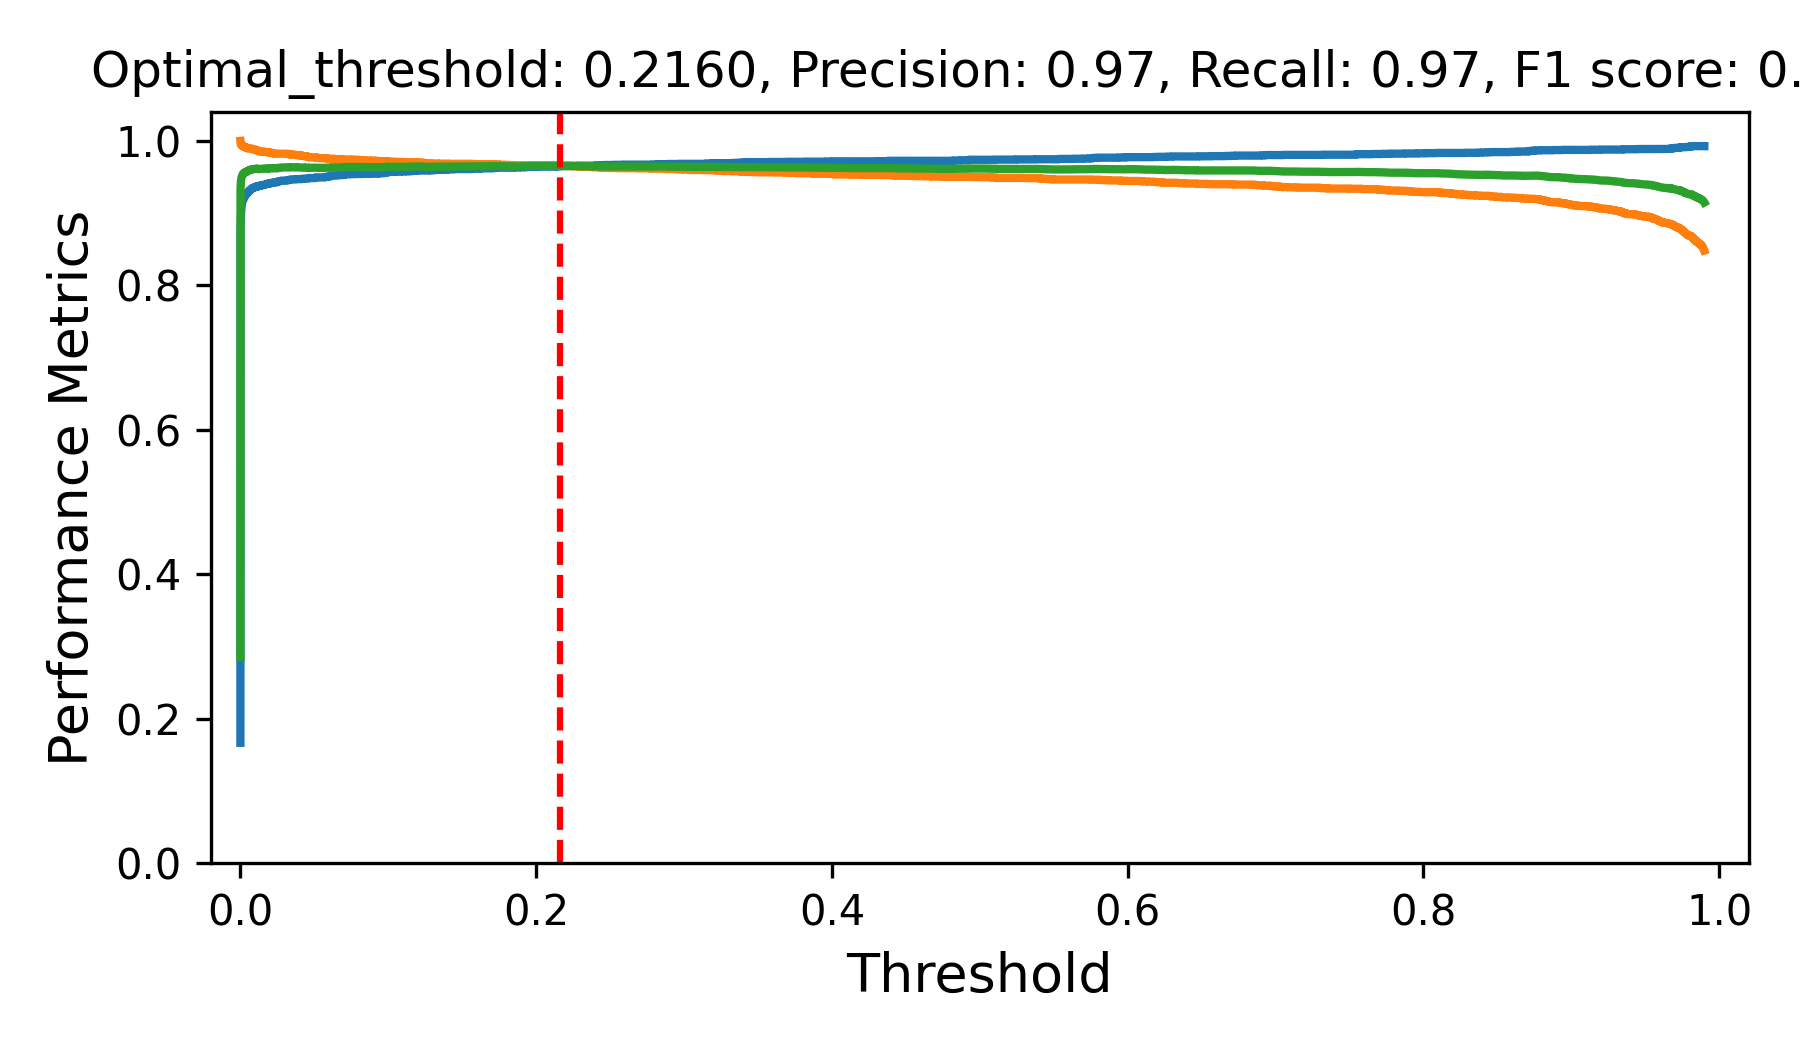 Optimal_threshold: 0.2160, Precision: 0.97, Recall: 0.97, F1 score: 0.
1.0
0.8
0.6
0.4
0.2
0.0
Performance Metrics
0.0 0.2 0.4 0.6 0.8 1.0
Threshold